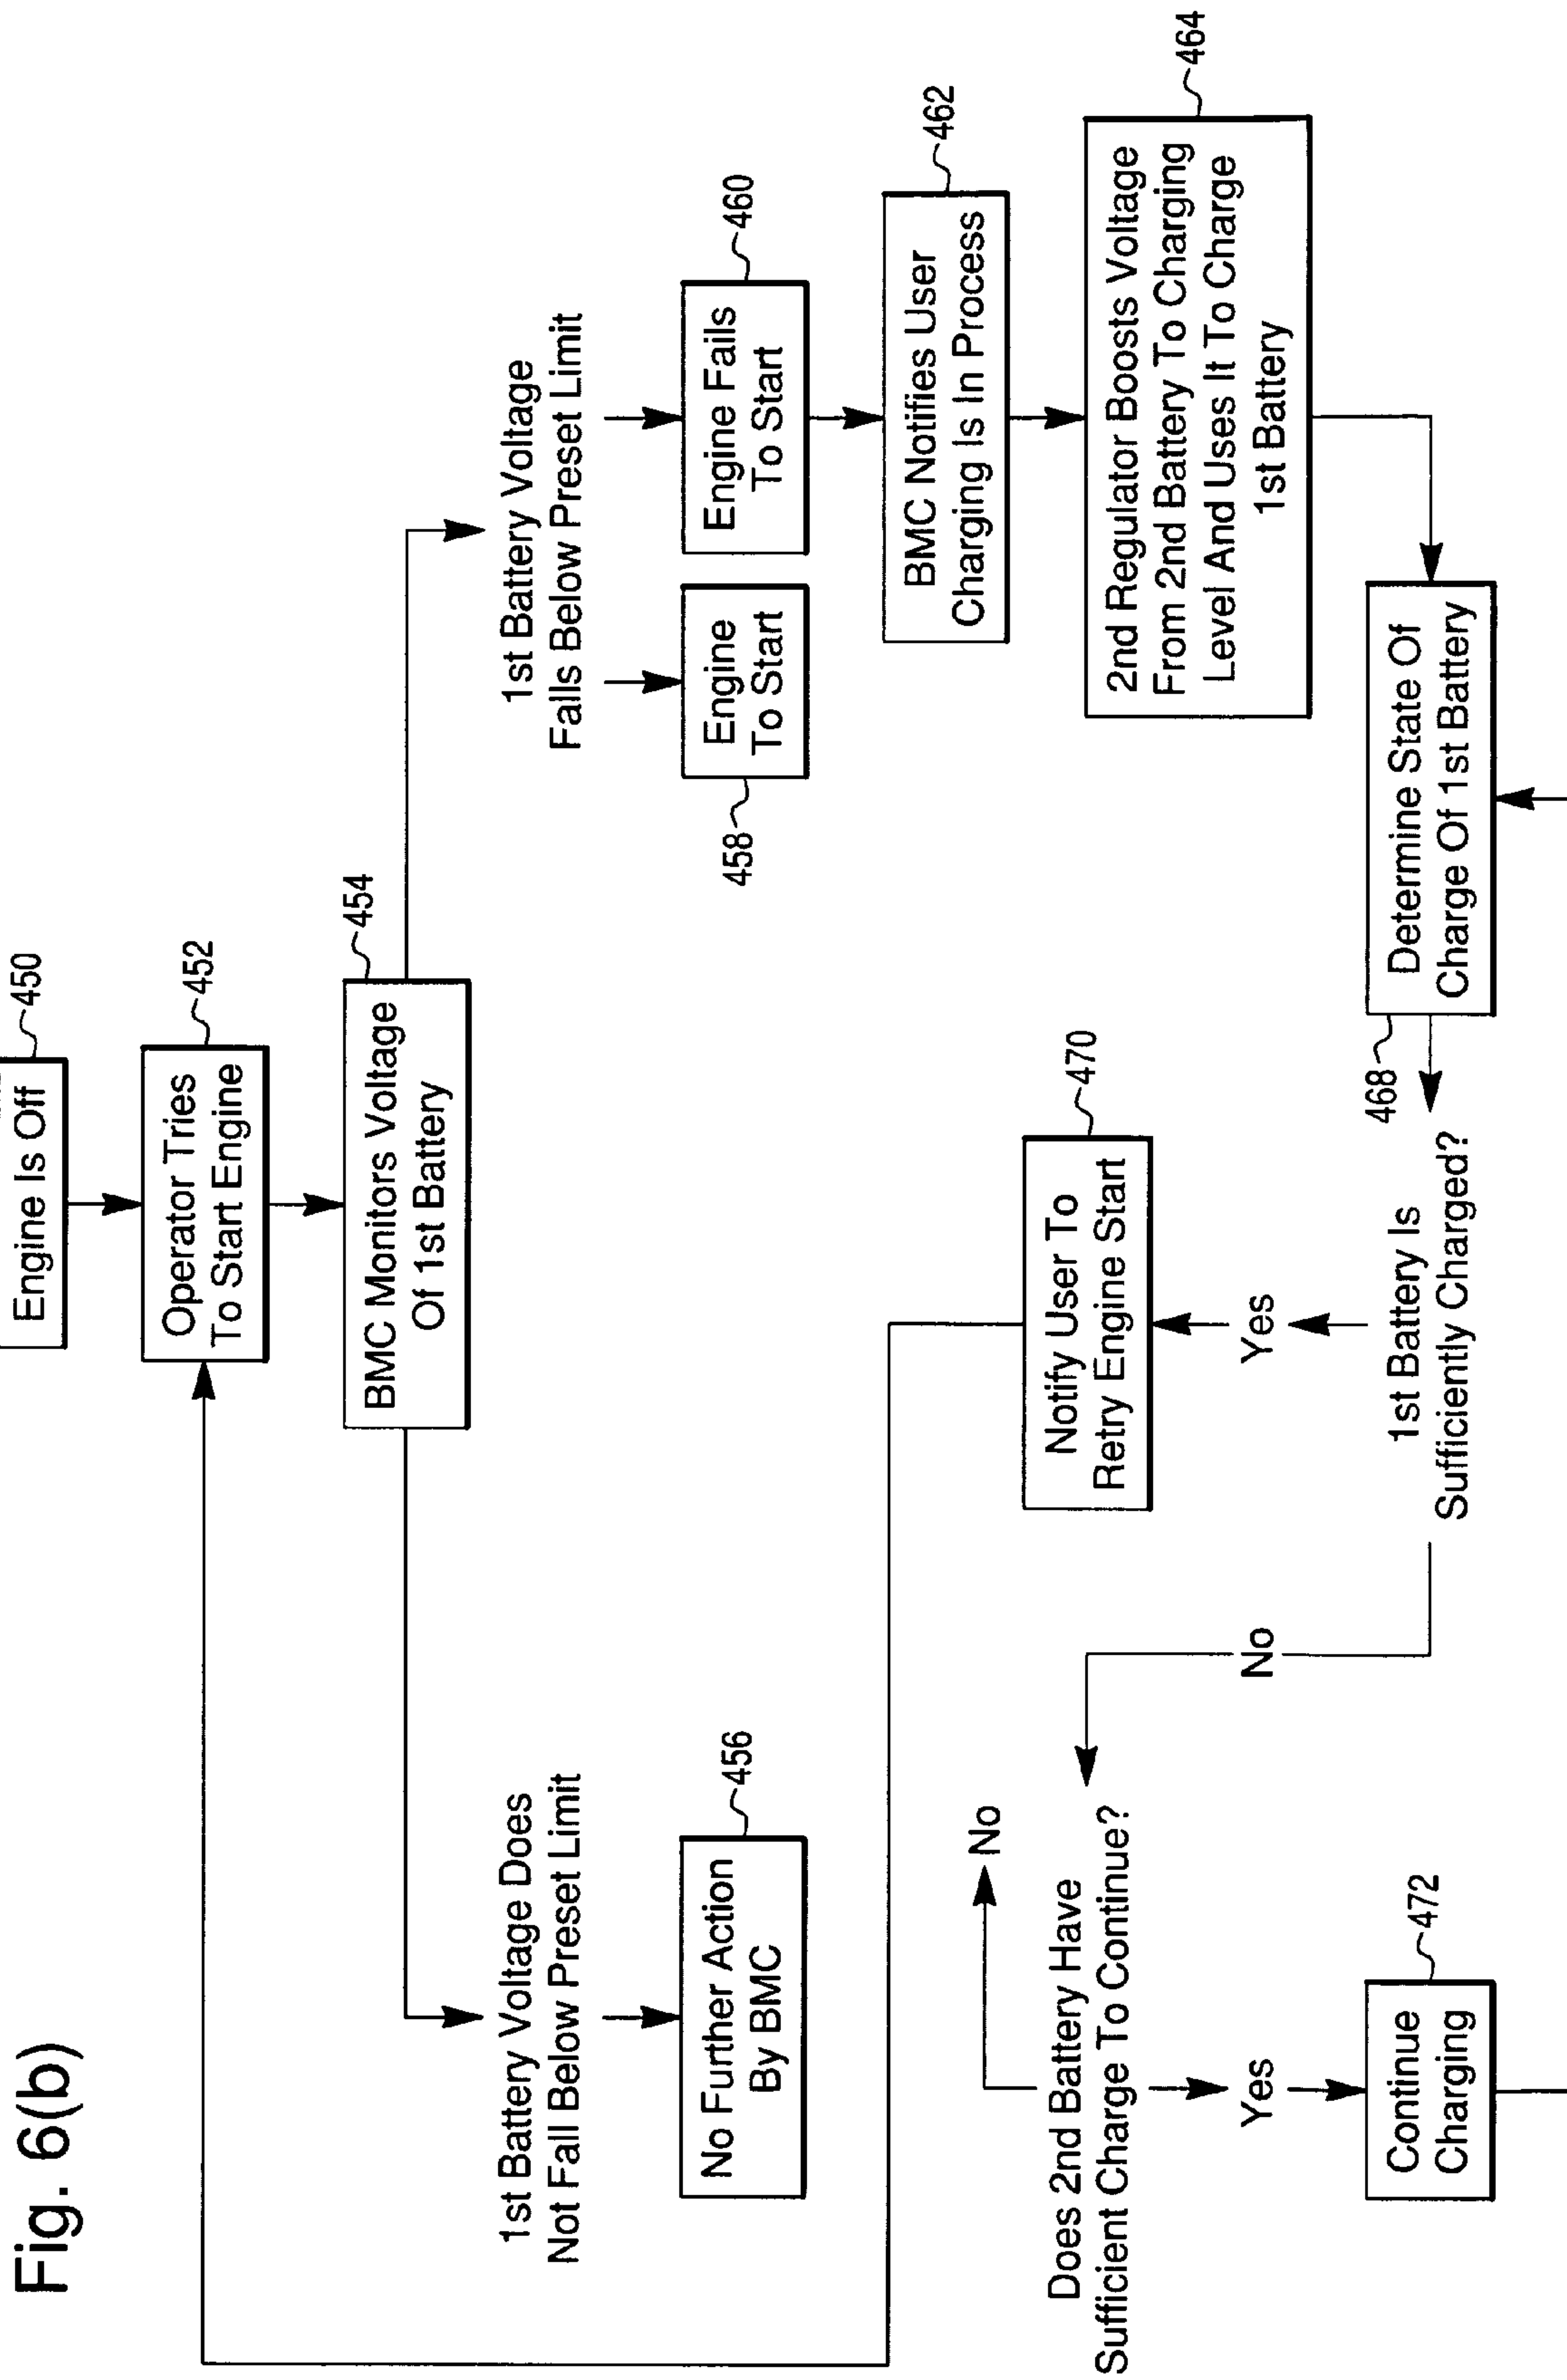 Fig. 6(b)
Engine Is Off
450
Operator Tries
To Start Engine
452
BMC Monitors Voltage
Of 1st Battery
454
1st Battery Voltage Does
Not Fall Below Preset Limit
No Further Action
By BMC
456
1st Battery Voltage
Falls Below Preset Limit
Engine
To Start
458
Engine Fails
To Start
460
BMC Notifies User
Charging Is In Process
462
2nd Regulator Boosts Voltage
From 2nd Battery To Charging
Level And Uses It To Charge
1st Battery
464
Determine State Of
Charge Of 1st Battery
468
1st Battery Is
Sufficiently Charged?
Yes
Notify User To
Retry Engine Start
470
No
Does 2nd Battery Have
Sufficient Charge To Continue?
No
Yes
Continue
Charging
472